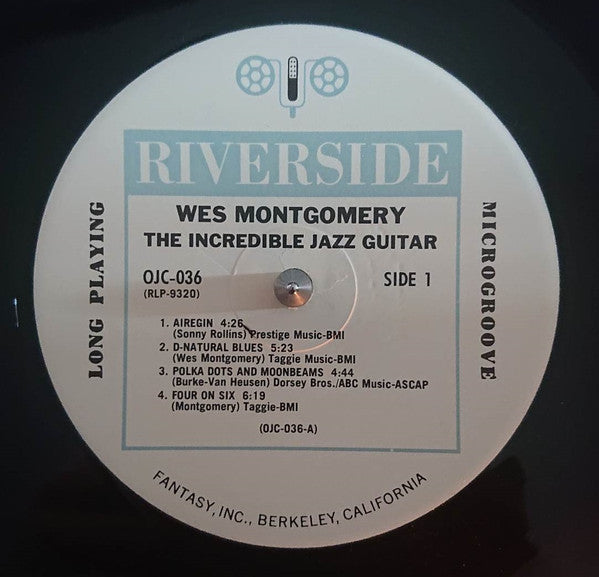 RIVERSIDE
WES MONTGOMERY
THE INCREDIBLE JAZZ GUITAR
LONG PLAYING
MICROGROOVE
OJC-036
(RLP-9320)
SIDE 1
1. AIREGIN 4:26
(Sonny Rollins) Prestige Music-BMI
2. D-NATURAL BLUES 5:23
(Wes Montgomery) Taggie Music-BMI
3. POLKA DOTS AND MOONBEAMS 4:44
(Burke-Van Heusen) Dorsey Bros./ABC Music-ASCAP
4. FOUR ON SIX 6:19
(Montgomery) Taggie-BMI
(OJC-036-A)
FANTASY, INC., BERKELEY, CALIFORNIA